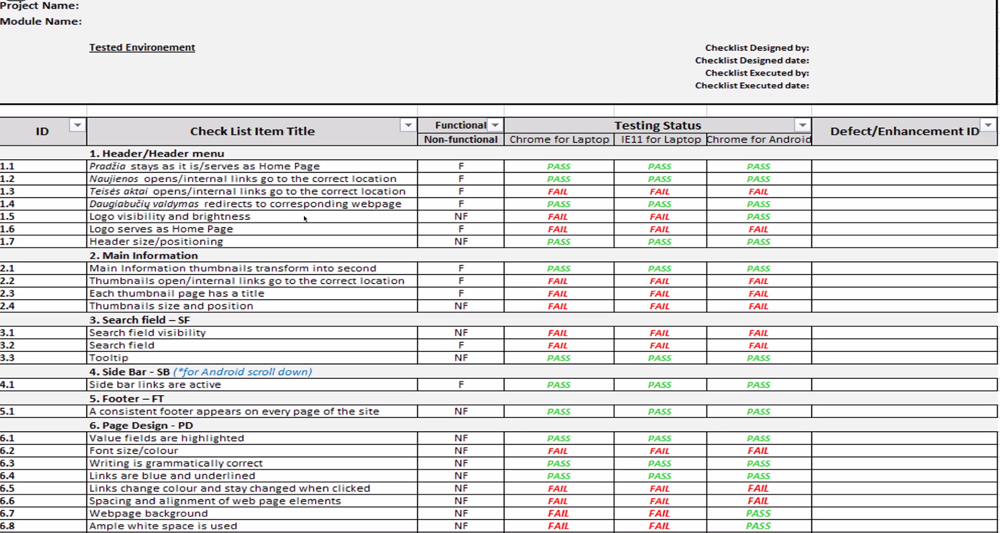 Project Name:
Module Name:
Tested Environement
Checklist Designed by:
Checklist Designed date:
Checklist Executed by:
Checklist Executed date:
ID Check List Item Title Functional Testing Status Defect/Enhancement ID
Non-functional Chrome for Laptop IE11 for Laptop Chrome for Android
1. Header/Header menu
1.1 Pradžia stays as it is/serves as Home Page F PASS PASS PASS
1.2 Naujienos opens/internal links go to the correct location F PASS PASS PASS
1.3 Teisės aktai opens/internal links go to the correct location F FAIL FAIL FAIL
1.4 Daugiabučių valdymas redirects to corresponding webpage F PASS PASS PASS
1.5 Logo visibility and brightness NF FAIL FAIL PASS
1.6 Logo serves as Home Page F FAIL FAIL FAIL
1.7 Header size/positioning NF PASS PASS PASS
2. Main Information
2.1 Main Information thumbnails transform into second F PASS PASS PASS
2.2 Thumbnails open/internal links go to the correct location F FAIL FAIL FAIL
2.3 Each thumbnail page has a title F FAIL FAIL FAIL
2.4 Thumbnails size and position NF FAIL FAIL FAIL
3. Search field – SF
3.1 Search field visibility NF FAIL FAIL FAIL
3.2 Search field F FAIL FAIL FAIL
3.3 Tooltip NF PASS PASS PASS
4. Side Bar - SB (*for Android scroll down)
4.1 Side bar links are active F PASS PASS PASS
5. Footer – FT
5.1 A consistent footer appears on every page of the site NF PASS PASS PASS
6. Page Design - PD
6.1 Value fields are highlighted NF PASS PASS PASS
6.2 Font size/colour NF FAIL FAIL FAIL
6.3 Writing is grammatically correct NF PASS PASS PASS
6.4 Links are blue and underlined NF PASS PASS PASS
6.5 Links change colour and stay changed when clicked NF FAIL FAIL FAIL
6.6 Spacing and alignment of web page elements NF FAIL FAIL FAIL
6.7 Webpage background NF FAIL FAIL PASS
6.8 Ample white space is used NF FAIL FAIL PASS